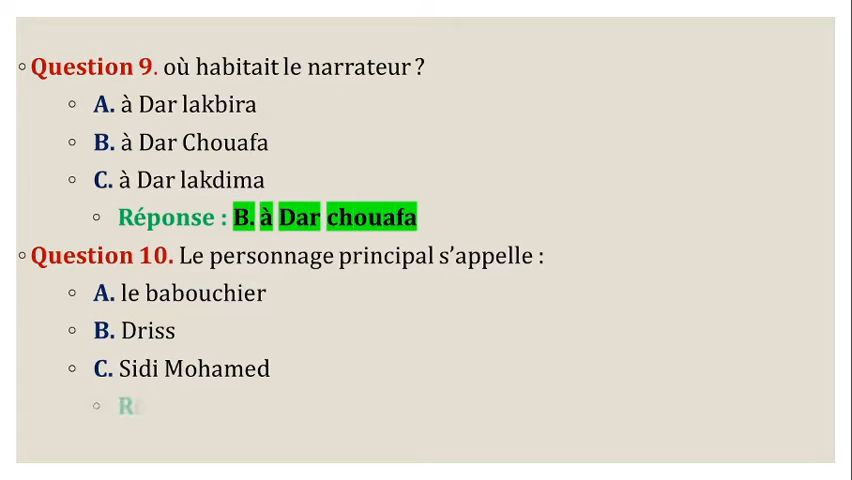 Question 9. où habitait le narrateur ?
A. à Dar lakbira
B. à Dar Chouafa
C. à Dar lakdima
Réponse : B. à Dar chouafa
Question 10. Le personnage principal s’appelle :
A. le babouchier
B. Driss
C. Sidi Mohamed